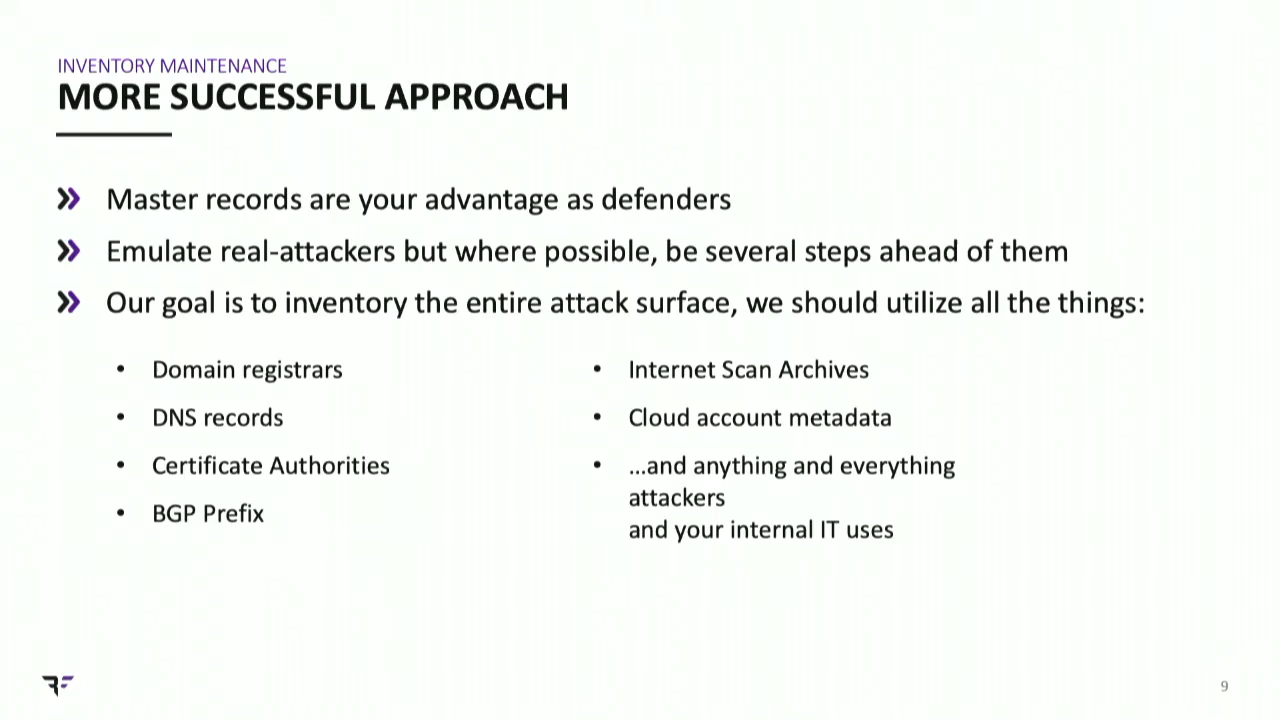 INVENTORY MAINTENANCE
MORE SUCCESSFUL APPROACH
Master records are your advantage as defenders
Emulate real-attackers but where possible, be several steps ahead of them
Our goal is to inventory the entire attack surface, we should utilize all the things:
• Domain registrars
• DNS records
• Certificate Authorities
• BGP Prefix
• Internet Scan Archives
• Cloud account metadata
• ...and anything and everything
attackers
and your internal IT uses
9